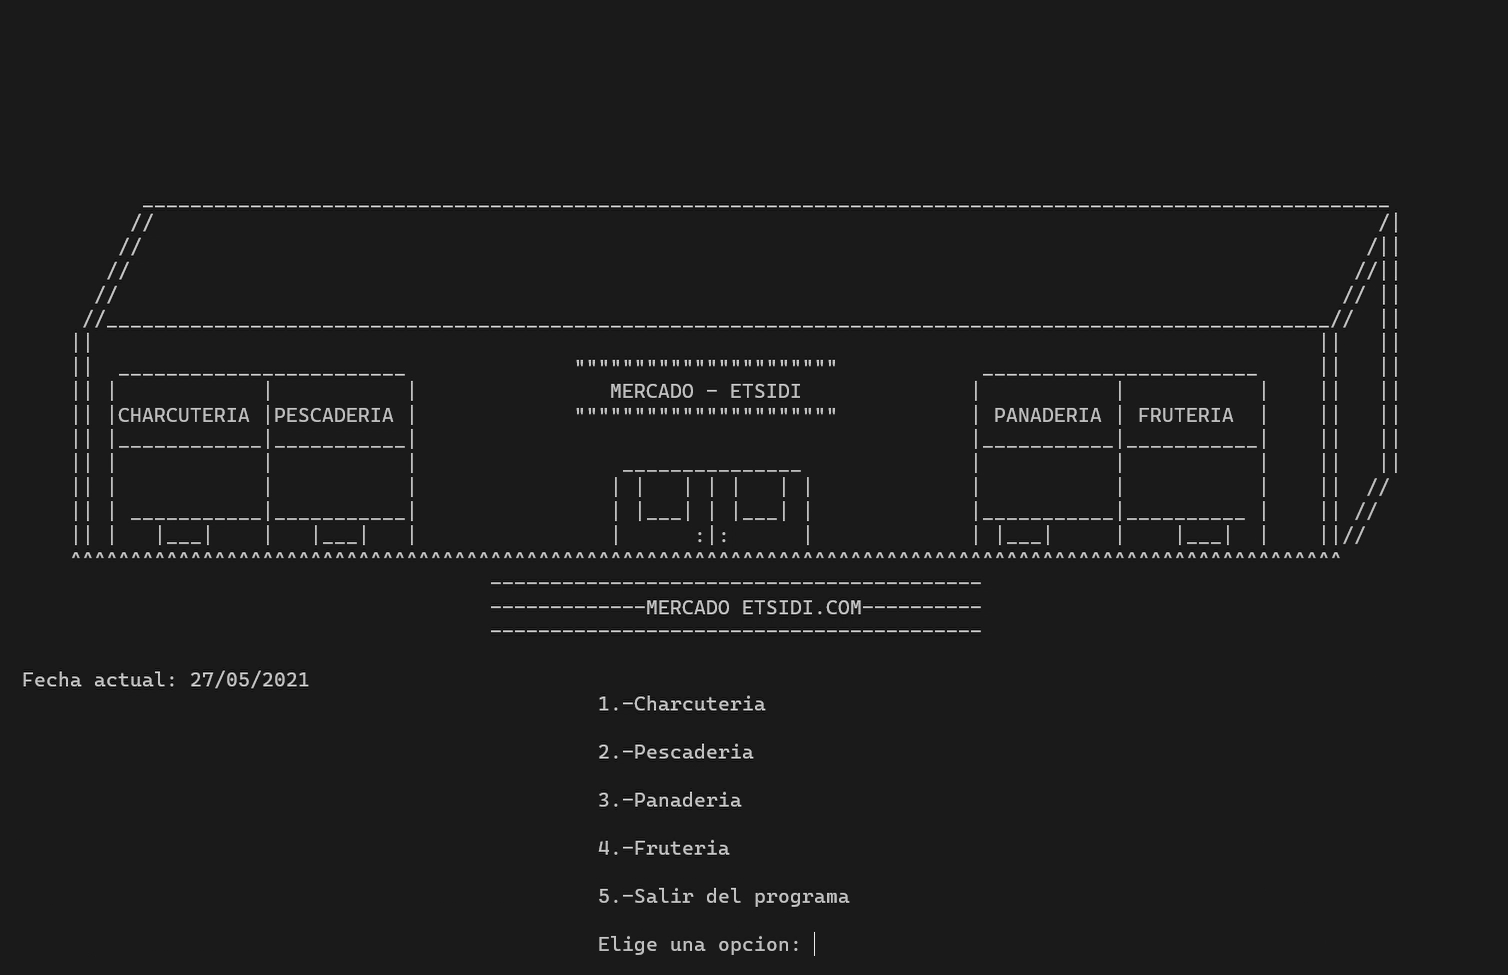 MERCADO - ETSIDI
CHARCUTERIA PESCADERIA PANADERIA FRUTERIA
-------------MERCADO ETSIDI.COM----------
Fecha actual: 27/05/2021
1.-Charcuteria
2.-Pescaderia
3.-Panaderia
4.-Fruteria
5.-Salir del programa
Elige una opcion: